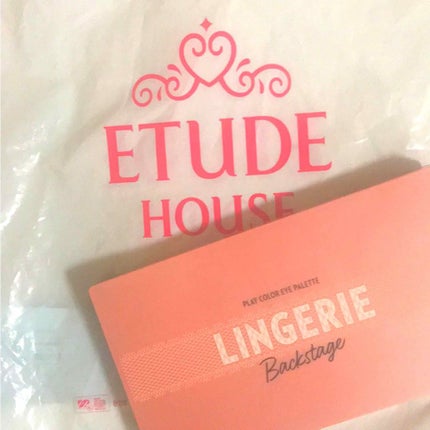 ETUDE
HOUSE
PLAY COLOR EYE PALETTE
LINGERIE
Backstage